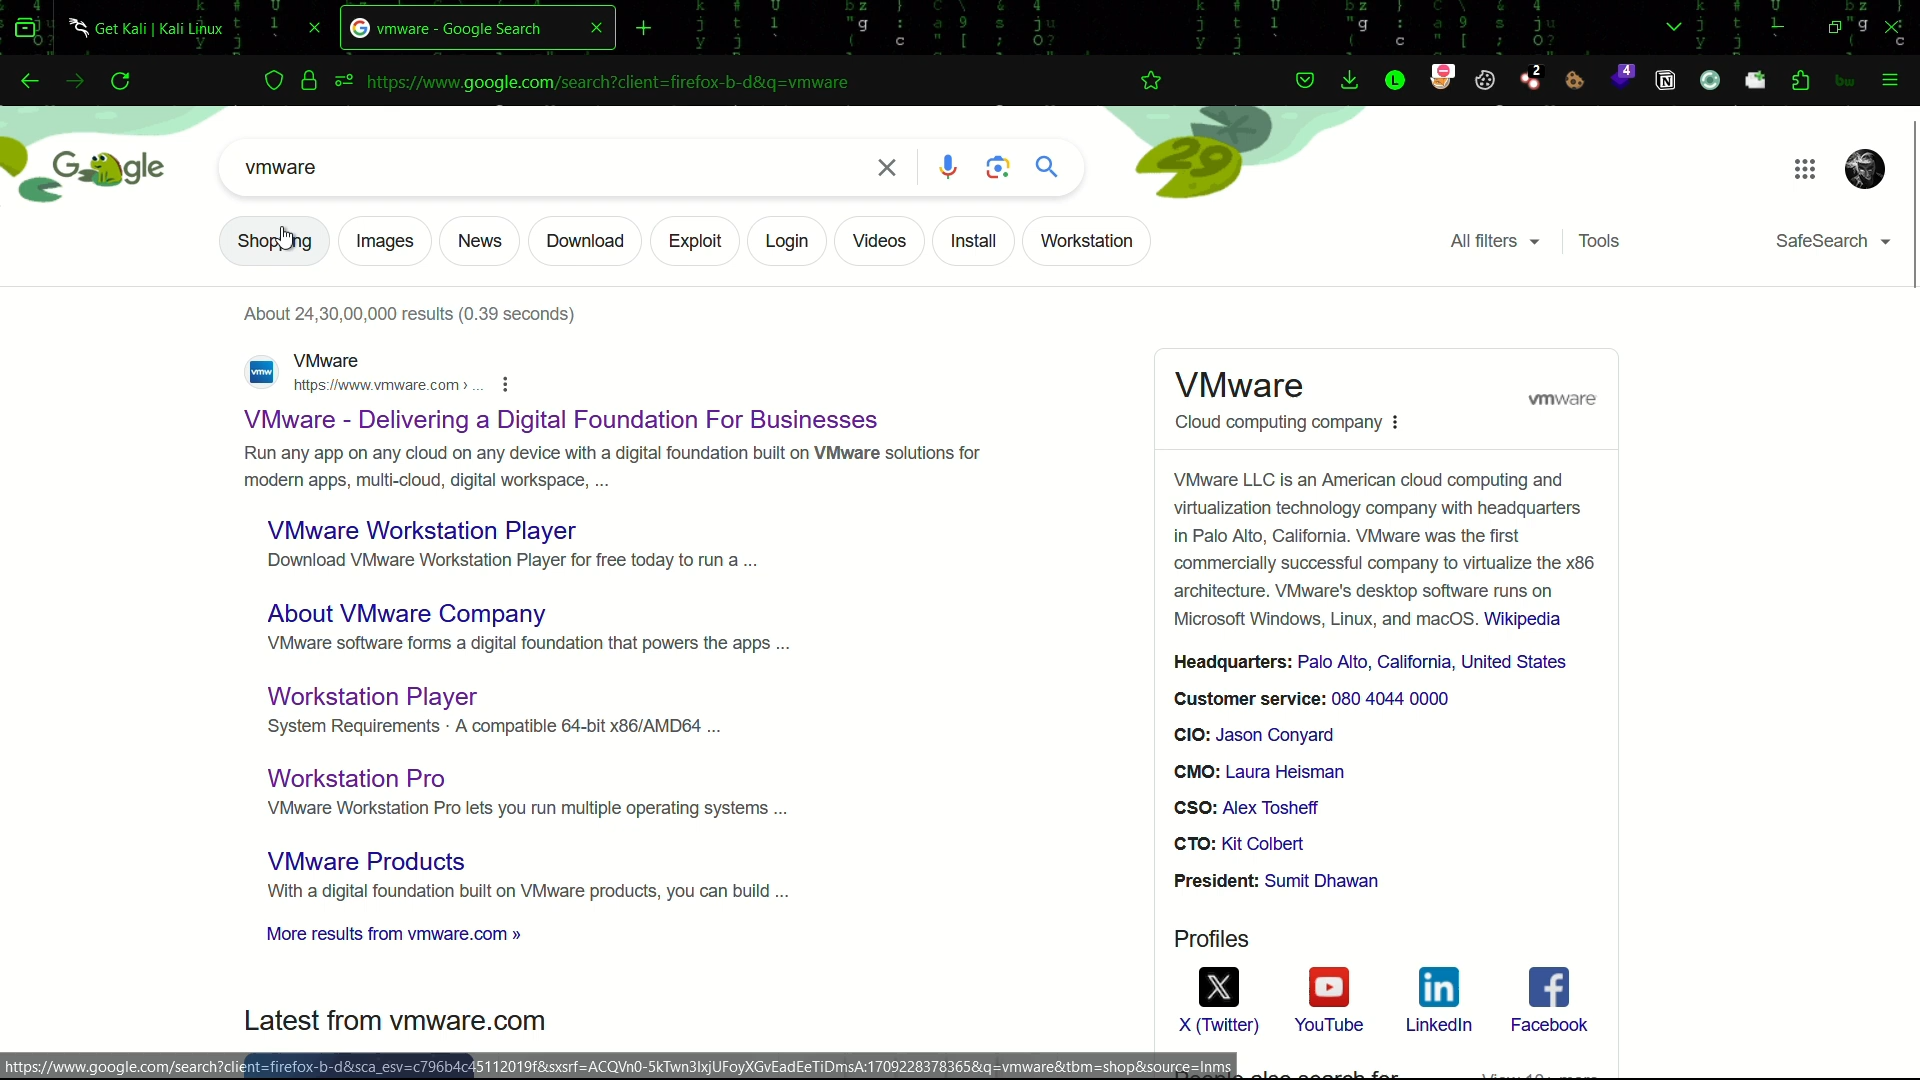 Get Kali | Kali Linux
vmware - Google Search
https://www.google.com/search?client=firefox-b-d&q=vmware
2
4
Google
vmware
29
Shopping
Images
News
Download
Exploit
Login
Videos
Install
Workstation
All filters
Tools
SafeSearch
About 24,30,00,000 results (0.39 seconds)
vmw
VMware
https://www.vmware.com › ...
VMware - Delivering a Digital Foundation For Businesses
Run any app on any cloud on any device with a digital foundation built on VMware solutions for
modern apps, multi-cloud, digital workspace, ...
VMware Workstation Player
Download VMware Workstation Player for free today to run a ...
About VMware Company
VMware software forms a digital foundation that powers the apps ...
Workstation Player
System Requirements · A compatible 64-bit x86/AMD64 ...
Workstation Pro
VMware Workstation Pro lets you run multiple operating systems ...
VMware Products
With a digital foundation built on VMware products, you can build ...
More results from vmware.com »
Latest from vmware.com
VMware
vmware
Cloud computing company
VMware LLC is an American cloud computing and
virtualization technology company with headquarters
in Palo Alto, California. VMware was the first
commercially successful company to virtualize the x86
architecture. VMware's desktop software runs on
Microsoft Windows, Linux, and macOS. Wikipedia
Headquarters: Palo Alto, California, United States
Customer service: 080 4044 0000
CIO: Jason Conyard
CMO: Laura Heisman
CSO: Alex Tosheff
CTO: Kit Colbert
President: Sumit Dhawan
Profiles
X (Twitter)
YouTube
LinkedIn
Facebook
https://www.google.com/search?client=firefox-b-d&sca_esv=c796b4c45112019f&sxsrf=ACQVn0-5kTwn3lxjUFoyXGvEadEeTiDmsA:1709228378365&q=vmware&tbm=shop&source=lnms